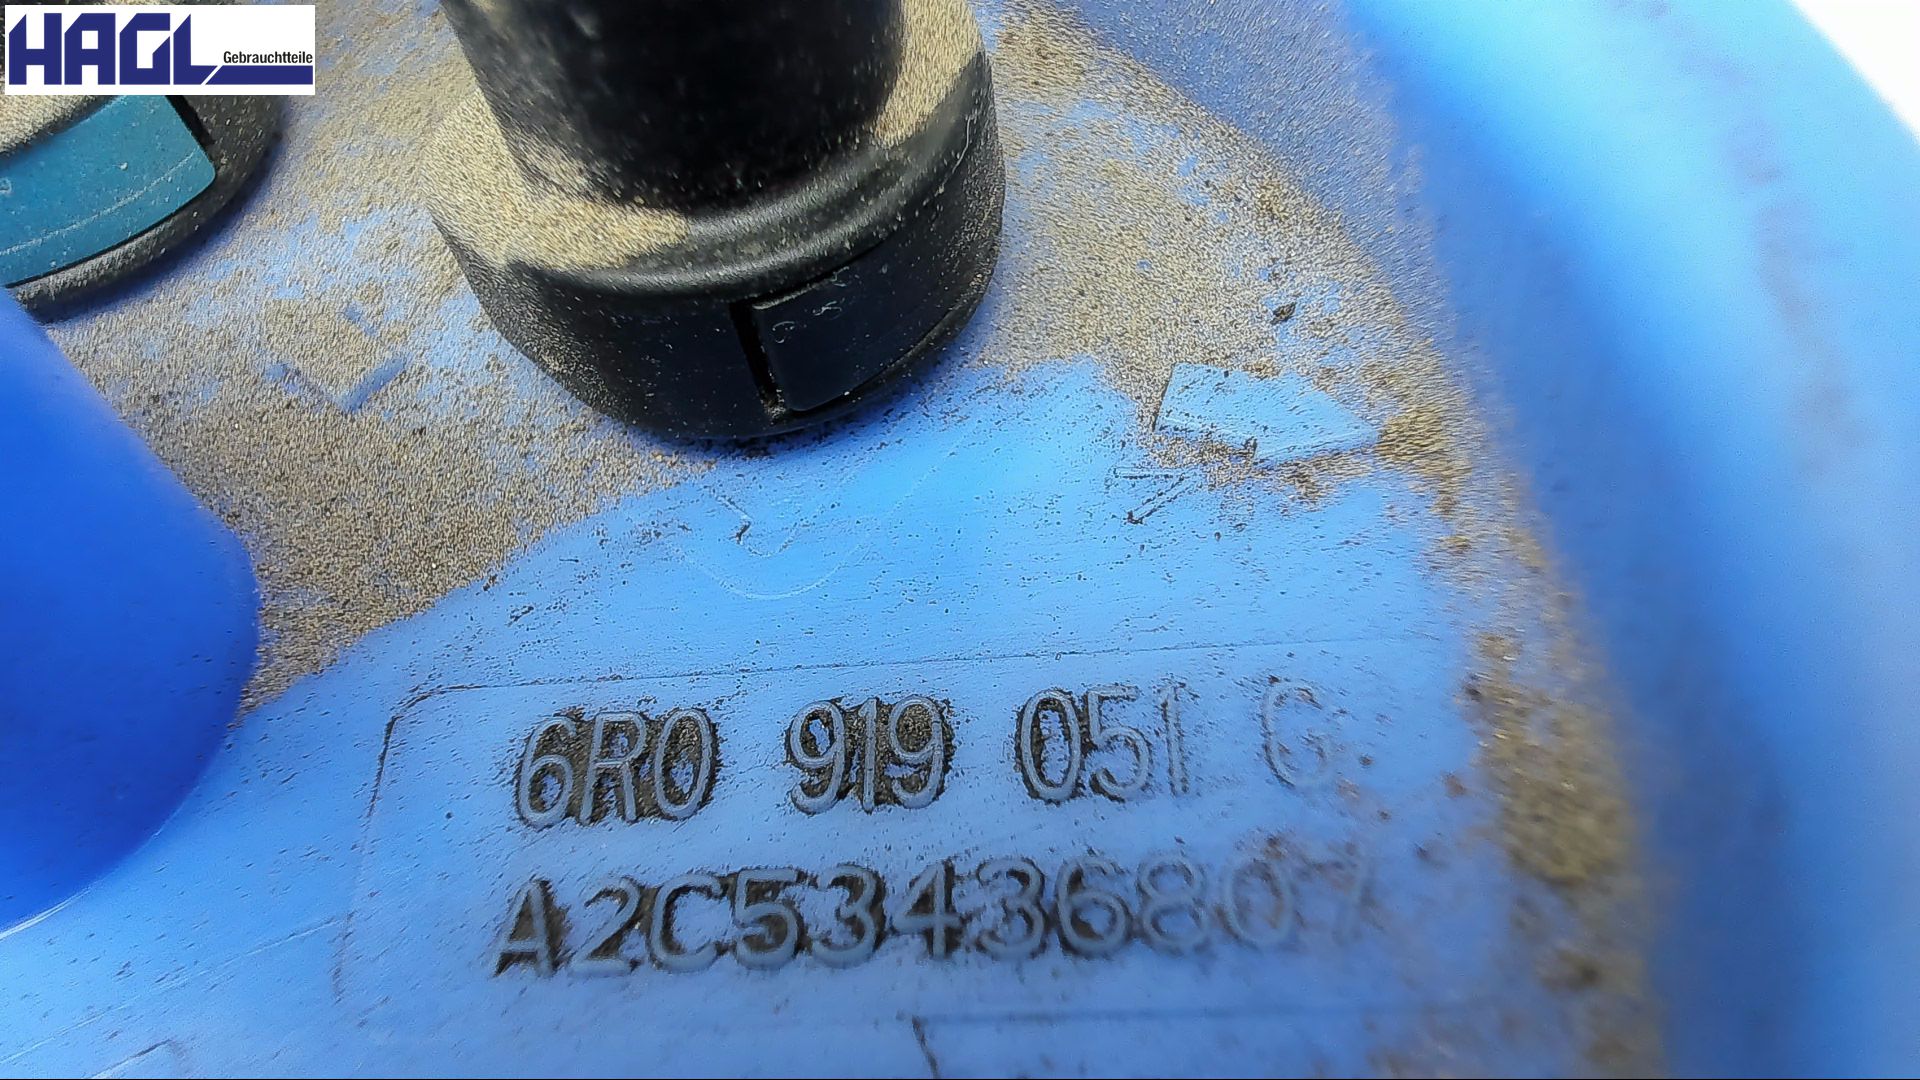 HAGL
Gebrauchtteile
6R0 919 051 G
A2C53436807